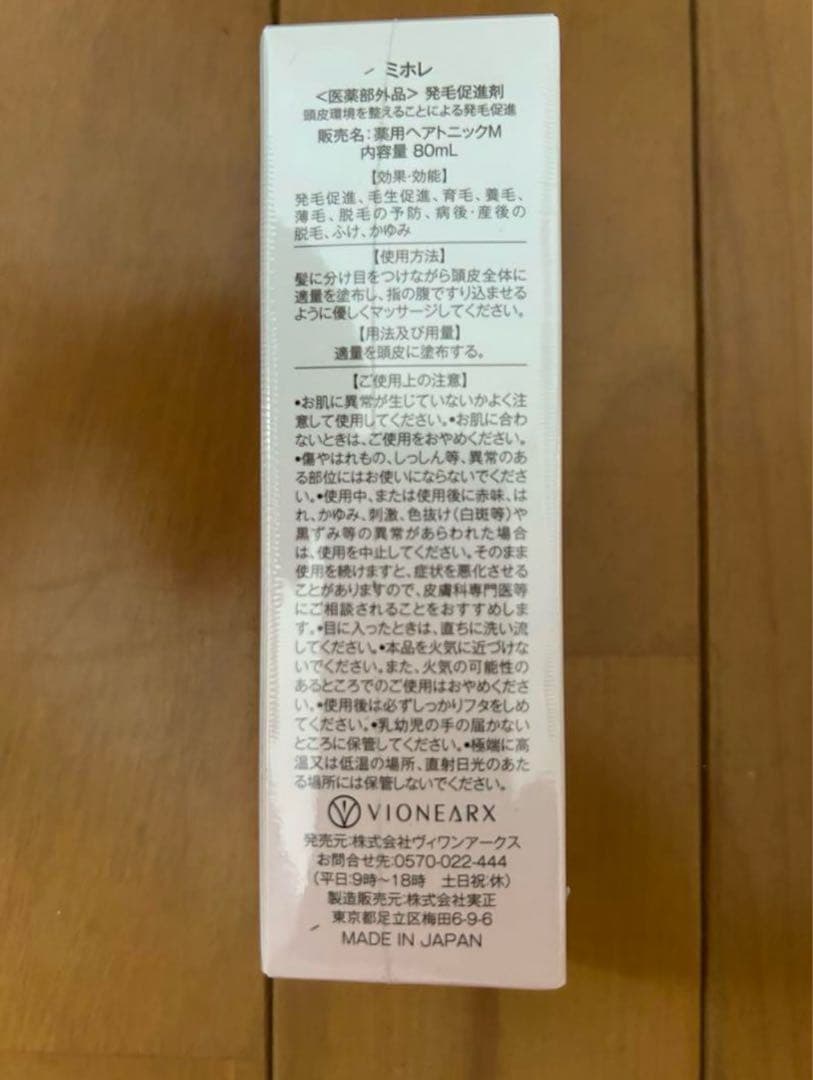 ミホレ
<医薬部外品> 発毛促進剤
頭皮環境を整えることによる発毛促進
販売名:薬用ヘアトニックM
内容量 80mL
【効果・効能】
発毛促進、毛生促進、育毛、養毛、
薄毛、脱毛の予防、病後・産後の
脱毛、ふけ、かゆみ
【使用方法】
髪に分け目をつけながら頭皮全体に
適量を塗布し、指の腹ですり込ませる
ように優しくマッサージしてください。
【用法及び用量】
適量を頭皮に塗布する。
【ご使用上の注意】
•お肌に異常が生じていないかよく注
意して使用してください。•お肌に合わ
ないときは、ご使用をおやめください。
•傷やはれもの、しっしん等、異常のあ
る部位にはお使いにならないでくださ
い。•使用中、または使用後に赤味、は
れ、かゆみ、刺激、色抜け(白斑等)や
黒ずみ等の異常があらわれた場合
は、使用を中止してください。そのまま
使用を続けますと、症状を悪化させる
ことがありますので、皮膚科専門医等
にご相談されることをおすすめしま
す。•目に入ったときは、直ちに洗い流
してください。•本品を火気に近づけな
いでください。また、火気の可能性の
あるところでのご使用はおやめくださ
い。•使用後は必ずしっかりフタをしめ
てください。•乳幼児の手の届かない
ところに保管してください。•極端に高
温又は低温の場所、直射日光のあた
る場所には保管しないでください。
VIONEARX
発売元:株式会社ヴィワンアークス
お問合せ先:0570-022-444
(平日:9時~18時 土日祝:休)
製造販売元:株式会社実正
東京都足立区梅田6-9-6
MADE IN JAPAN